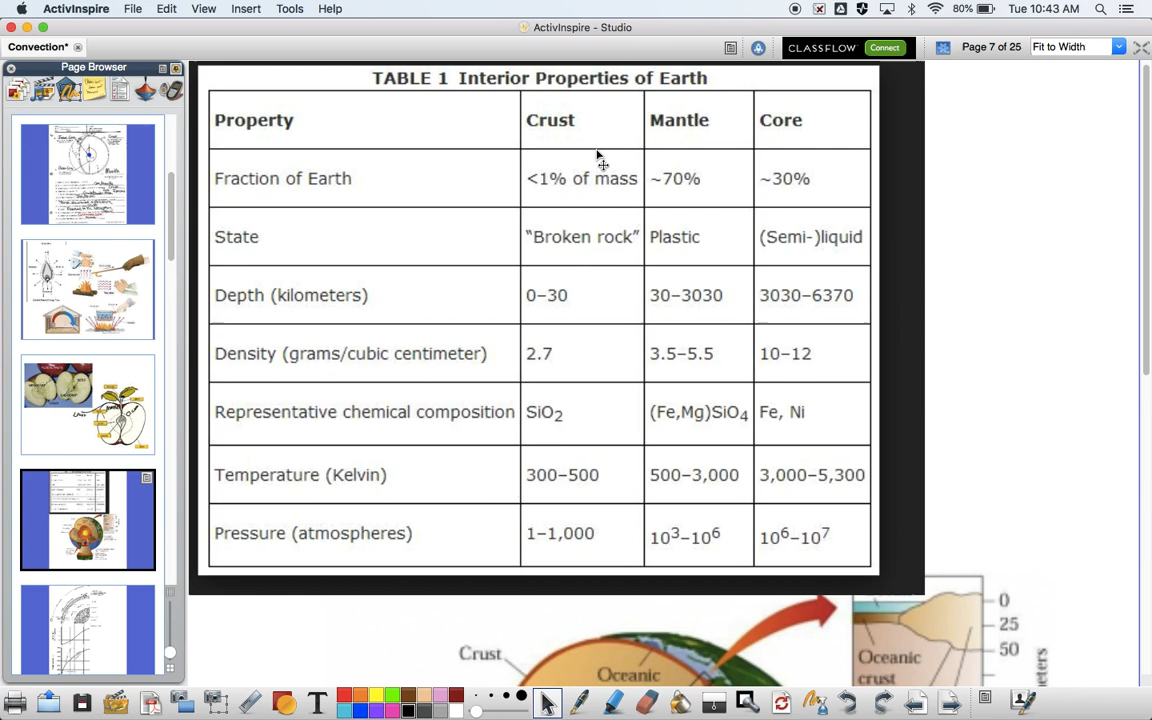 ActivInspire File Edit View Insert Tools Help 80% Tue 10:43 AM
ActivInspire - Studio
Convection* CLASSFLOW Connect Page 7 of 25 Fit to Width
Page Browser
TABLE 1 Interior Properties of Earth
Property Crust Mantle Core
Fraction of Earth <1% of mass ~70% ~30%
State "Broken rock" Plastic (Semi-)liquid
Depth (kilometers) 0–30 30–3030 3030–6370
Density (grams/cubic centimeter) 2.7 3.5–5.5 10–12
Representative chemical composition SiO₂ (Fe,Mg)SiO₄ Fe, Ni
Temperature (Kelvin) 300–500 500–3,000 3,000–5,300
Pressure (atmospheres) 1–1,000 10³–10⁶ 10⁶–10⁷
0
25
50
Crust
Oceanic
Oceanic
crust
T